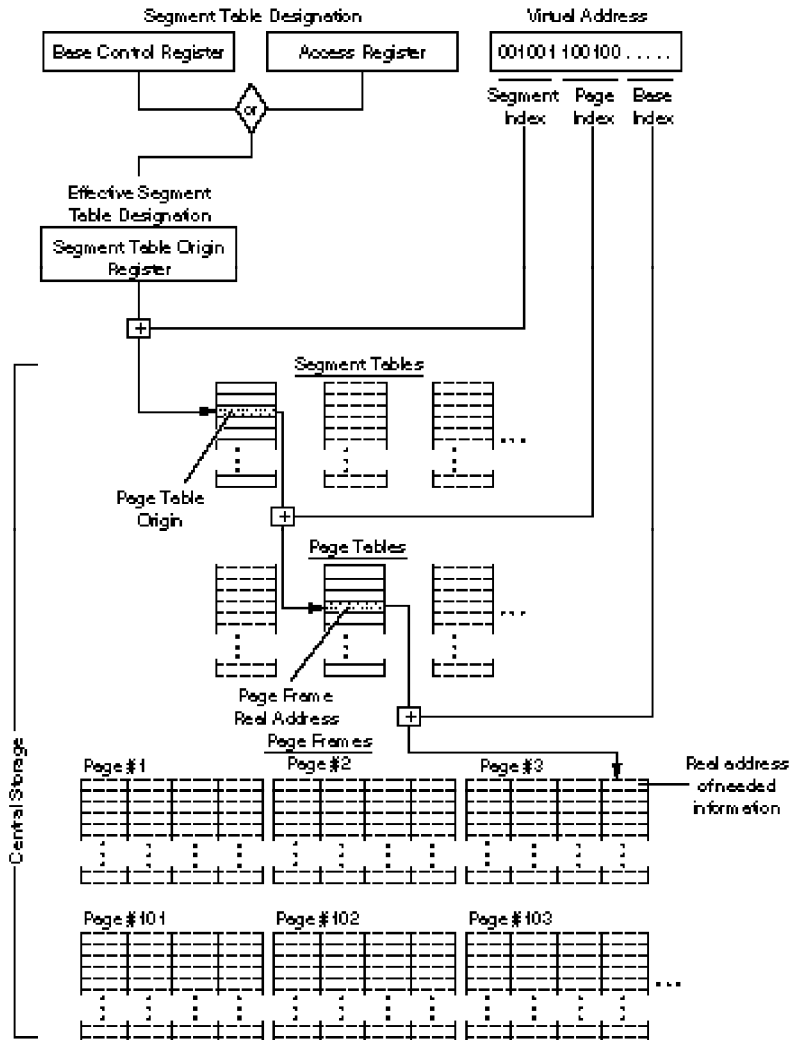 Segment Table Designation
Virtual Address
Base Control Register
Access Register
001001 100100 . . . . .
Segment Index
Page Index
Base Index
or
Effective Segment
Table Designation
Segment Table Origin
Register
+
Segment Tables
...
Page Table
Origin
+
Page Tables
...
Page Frame
Real Address
+
Page Frames
Central Storage
Page #1
Page #2
Page #3
Real address
of needed
information
Page #101
Page #102
Page #103
...